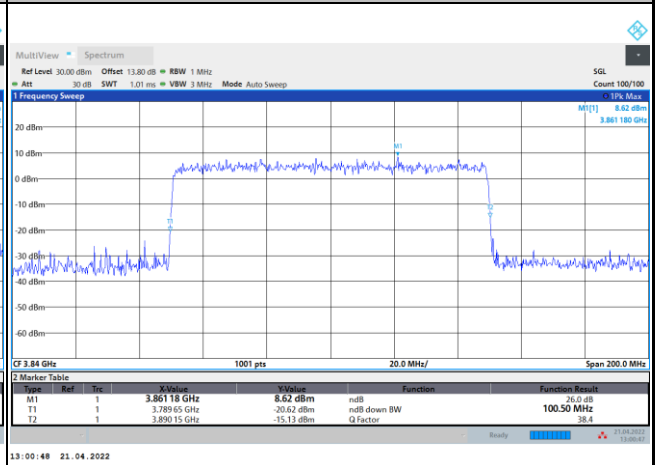 MultiView Spectrum
Ref Level 30.00 dBm Offset 13.80 dB RBW 1 MHz SGL
Att 30 dB SWT 1.01 ms VBW 3 MHz Mode Auto Sweep Count 100/100
1 Frequency Sweep 1Pk Max
M1[1] 8.62 dBm
3.861 180 GHz
20 dBm
M1
10 dBm
0 dBm
-10 dBm
T1
T2
-20 dBm
-30 dBm
-40 dBm
-50 dBm
-60 dBm
CF 3.84 GHz 1001 pts 20.0 MHz/ Span 200.0 MHz
2 Marker Table
Type Ref Trc X-Value Y-Value Function Function Result
M1 1 3.861 18 GHz 8.62 dBm ndB 26.0 dB
T1 1 3.789 65 GHz -20.62 dBm ndB down BW 100.50 MHz
T2 1 3.890 15 GHz -15.13 dBm Q Factor 38.4
Ready 21.04.2022
13:00:47
13:00:48 21.04.2022